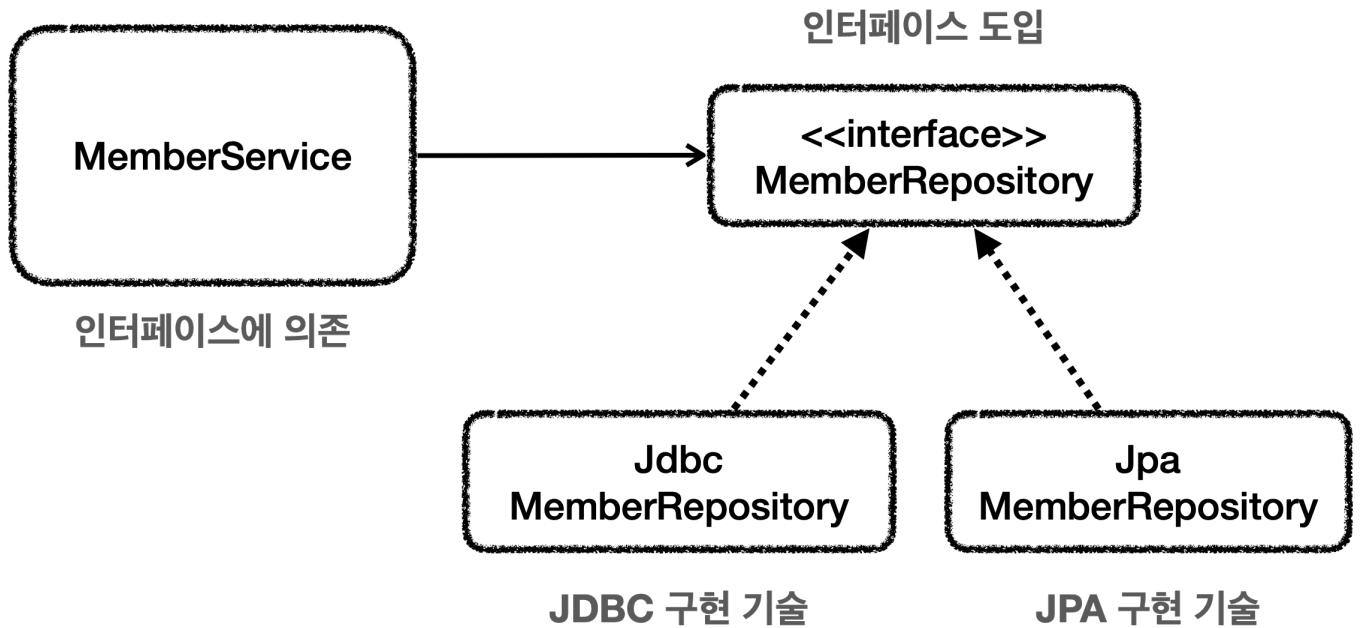 인터페이스 도입
MemberService
<<interface>>
MemberRepository
인터페이스에 의존
Jdbc
MemberRepository
Jpa
MemberRepository
JDBC 구현 기술
JPA 구현 기술